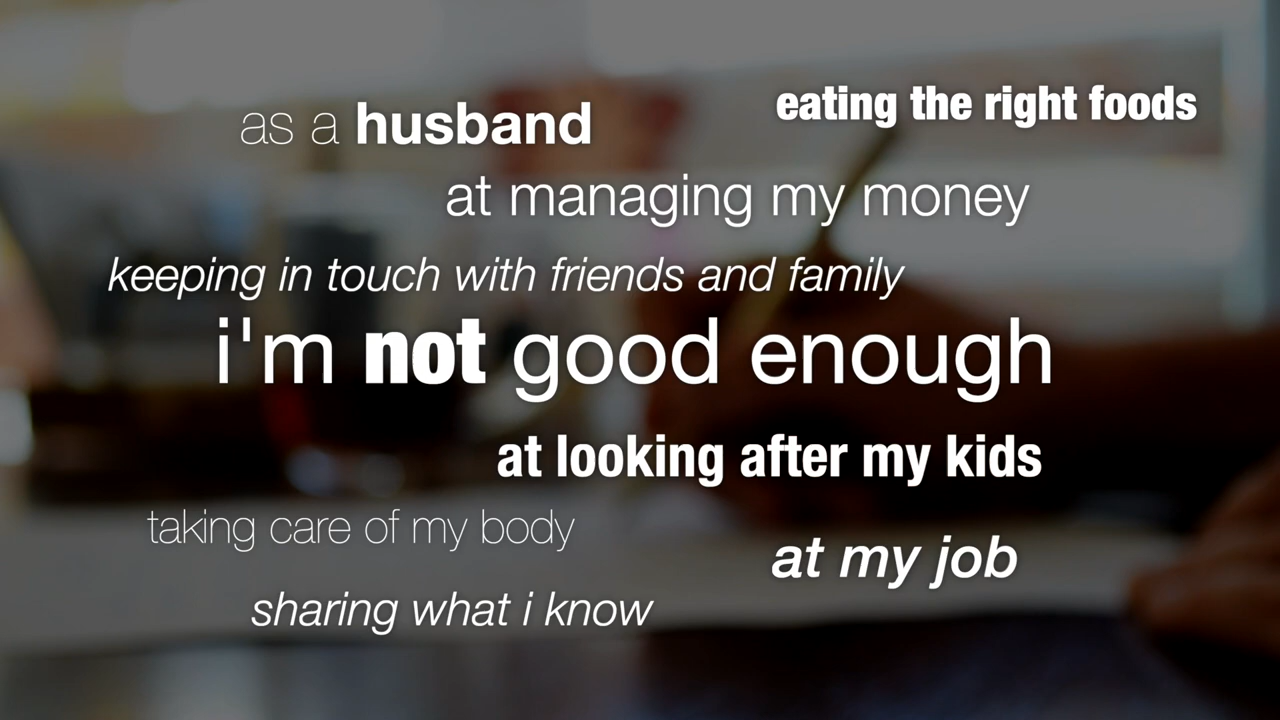 eating the right foods
as a husband
at managing my money
keeping in touch with friends and family
i'm not good enough
at looking after my kids
taking care of my body
at my job
sharing what i know